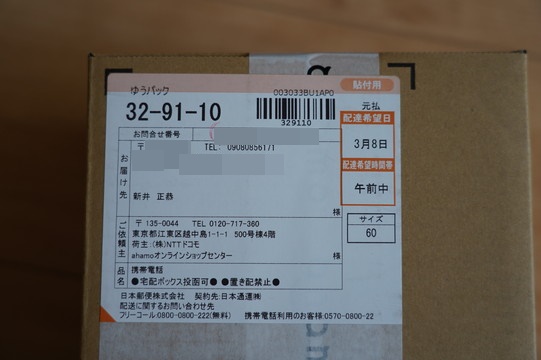 ゆうパック
003033BU1AP0
貼付用
32-91-10
329110
元払
お問合せ番号
配達希望日
3月8日
〒 TEL: 09080856171
お届け先
配達希望時間帯
午前中
新井 正恭
様
サイズ
60
ご依頼主
〒 135-0044 TEL 0120-717-360
東京都江東区越中島1-1-1 500号棟4階
荷主:(株)NTTドコモ
ahamoオンラインショップセンター 様
品名
携帯電話
●宅配ボックス投函可● ●置き配禁止●
日本郵便株式会社 契約先:日本通運㈱
配送に関するお問い合わせ先
フリーコール:0800-0800-222(無料) 携帯電話利用のお客様:0570-0800-22